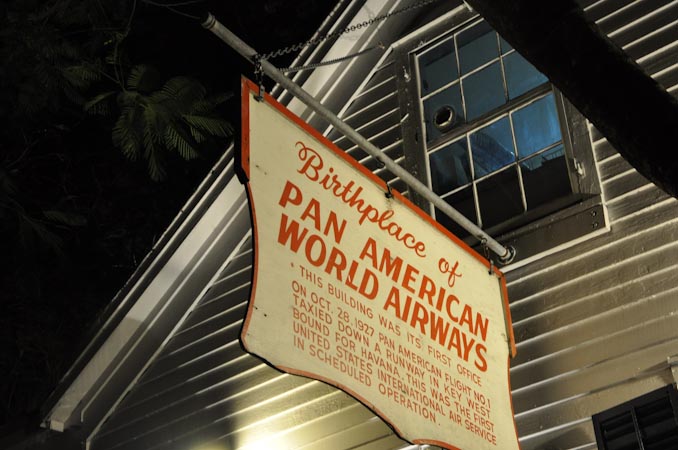 Birthplace of
PAN AMERICAN
WORLD AIRWAYS
• THIS BUILDING WAS ITS FIRST OFFICE
ON OCT. 28, 1927 PAN AMERICAN FLIGHT NO. 1
TAXIED DOWN A RUNWAY IN KEY WEST
BOUND FOR HAVANA. THIS WAS THE FIRST
UNITED STATES INTERNATIONAL AIR SERVICE
IN SCHEDULED OPERATION.